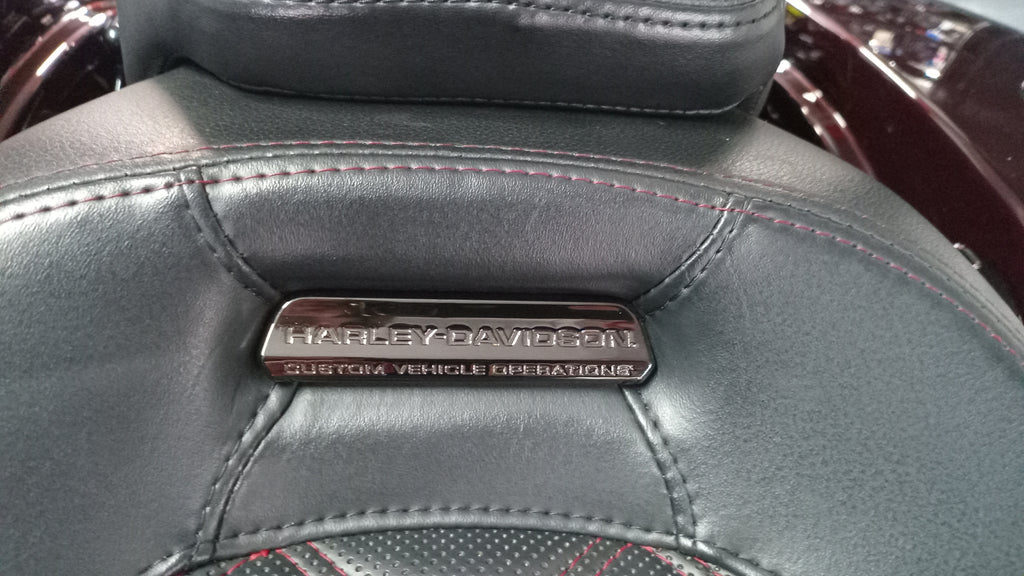 HARLEY-DAVIDSON
CUSTOM VEHICLE OPERATIONS